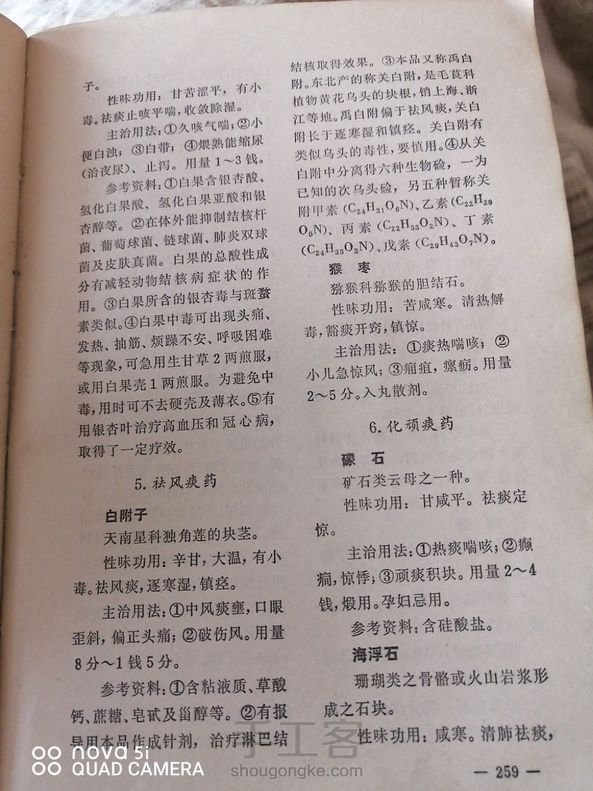 子。
性味功用：甘苦涩平，有小
毒。祛痰止咳平喘，收敛除湿。
主治用法：①久咳气喘；②小
便白浊；③白带；④煨熟能缩尿
（治夜尿）、止泻。用量1～3钱。
参考资料：①白果含银杏酸、
氢化白果酸、氢化白果亚酸和银
杏醇等。②在体外能抑制结核杆
菌、葡萄球菌、链球菌、肺炎双球
菌及皮肤真菌。白果的总酸性成
分有减轻动物结核病症状的作
用。③白果所含的银杏毒与斑蝥
素类似。④白果中毒可出现头痛、
发热、抽筋、烦躁不安、呼吸困难
等现象，可急用生甘草2两煎服，
或用白果壳1两煎服。为避免中
毒，用时可不去硬壳及薄衣。⑤有
用银杏叶治疗高血压和冠心病，
取得了一定疗效。
5.祛风痰药
白附子
天南星科独角莲的块茎。
性味功用：辛甘，大温，有小
毒。祛风痰，逐寒湿，镇痉。
主治用法：①中风痰壅，口眼
歪斜，偏正头痛；②破伤风。用量
8分～1钱5分。
参考资料：①含粘液质、草酸
钙、蔗糖、皂甙及甾醇等。②有报
导用本品作成针剂，治疗淋巴结
结核取得效果。③本品又称禹白
附。东北产的称关白附，是毛茛科
植物黄花乌头的块根，销上海、浙
江等地。禹白附偏于祛风痰，关白
附长于逐寒湿和镇痉。关白附有
类似乌头的毒性，要慎用。④从关
白附中分离得六种生物硷，一为
已知的次乌头硷，另五种暂称关
附甲素（C₂₄H₃₁O₆N）、乙素（C₂₂H₂₉
O₅N）、丙素（C₂₂H₃₃O₂N）、丁素
（C₂₄H₃₅O₃N）、戊素（C₂₉H₄₃O₇N）。
猴枣
猕猴科猕猴的胆结石。
性味功用：苦咸寒。清热解
毒，豁痰开窍，镇惊。
主治用法：①痰热喘咳；②
小儿急惊风；③痈疽，瘰疬。用量
2～5分。入丸散剂。
6.化顽痰药
礞石
矿石类云母之一种。
性味功用：甘咸平。祛痰定
惊。
主治用法：①热痰喘咳；②癫
痫，惊悸；③顽痰积块。用量2～4
钱，煅用。孕妇忌用。
参考资料：含硅酸盐。
海浮石
珊瑚类之骨骼或火山岩浆形
成之石块。
性味功用：咸寒。清肺祛痰，
— 259 —
nova 5i
QUAD CAMERA
手工客
shougongke.com